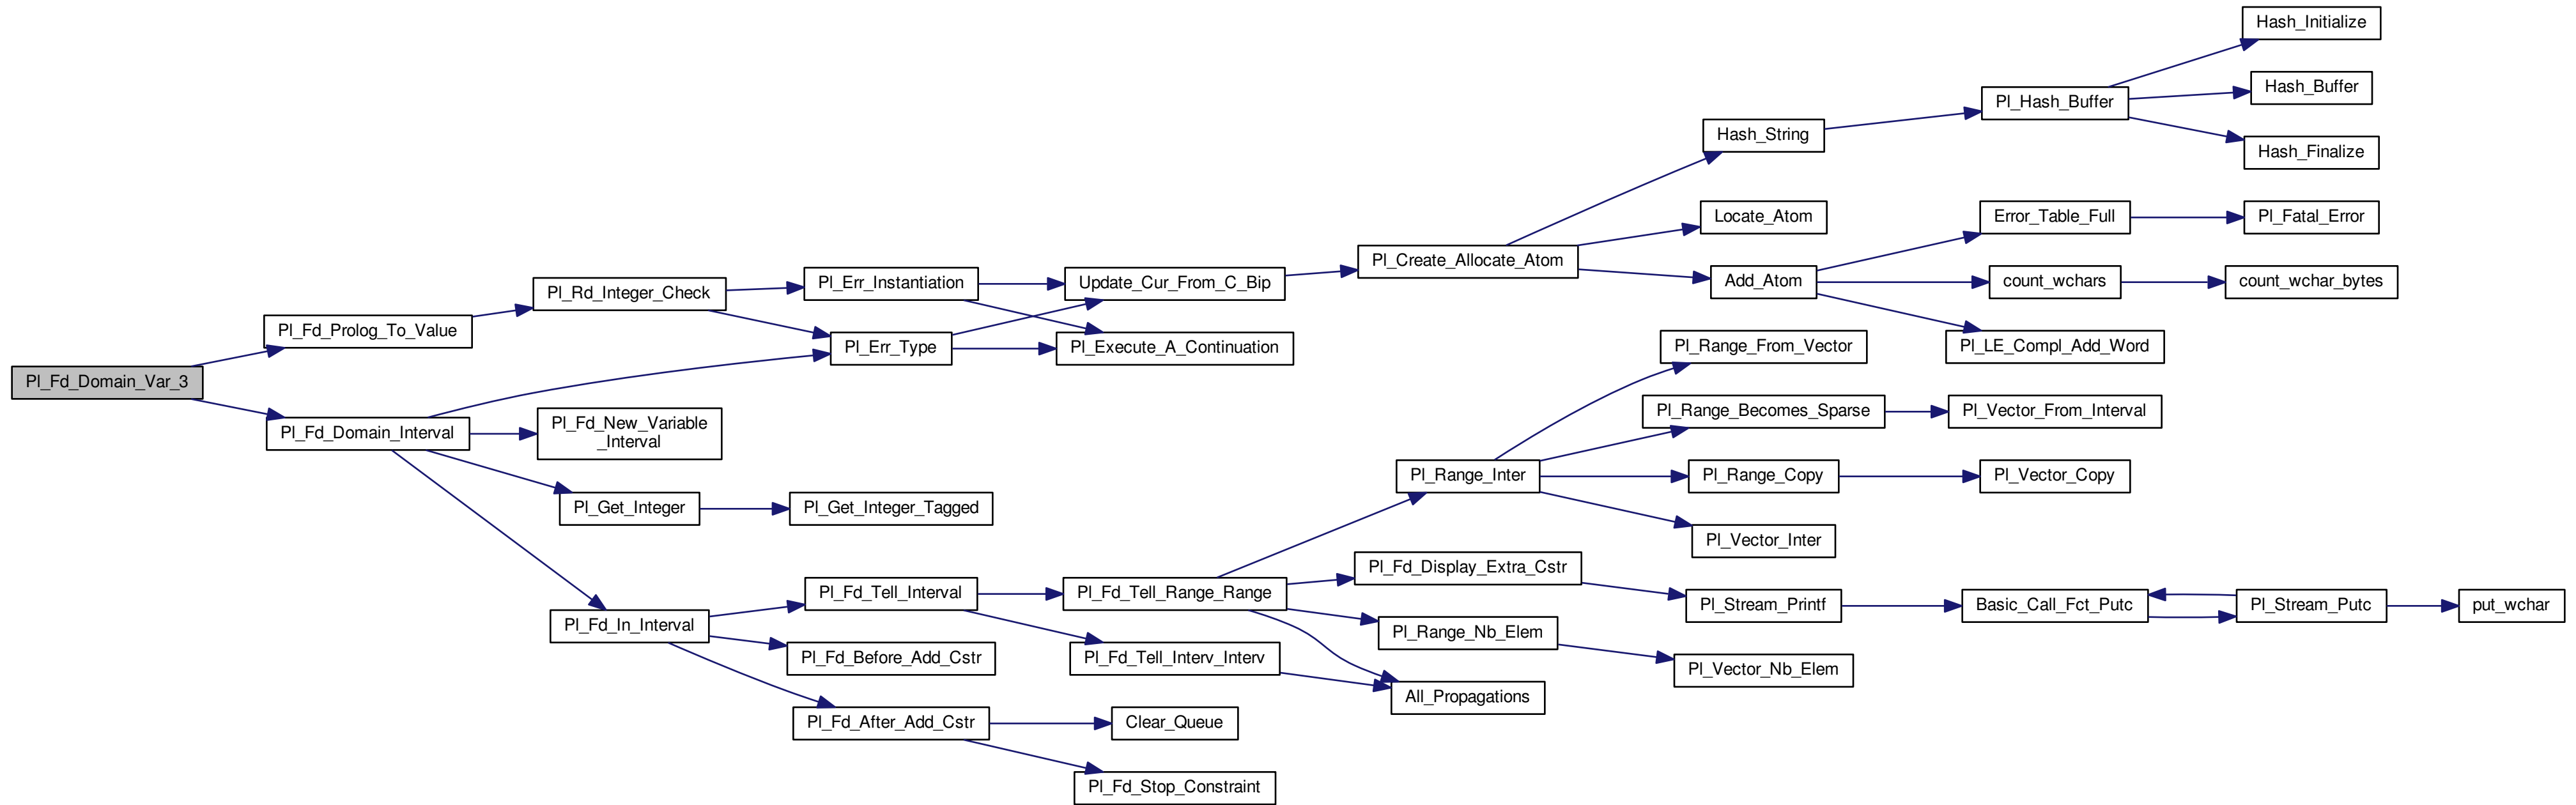 Pl_Fd_Domain_Var_3
Pl_Fd_Prolog_To_Value
Pl_Fd_Domain_Interval
Pl_Rd_Integer_Check
Pl_Fd_New_Variable
_Interval
Pl_Get_Integer
Pl_Fd_In_Interval
Pl_Err_Instantiation
Pl_Err_Type
Pl_Get_Integer_Tagged
Pl_Fd_Tell_Interval
Pl_Fd_Before_Add_Cstr
Pl_Fd_After_Add_Cstr
Update_Cur_From_C_Bip
Pl_Execute_A_Continuation
Pl_Fd_Tell_Range_Range
Pl_Fd_Tell_Interv_Interv
Clear_Queue
Pl_Fd_Stop_Constraint
Pl_Create_Allocate_Atom
Pl_Range_Inter
Pl_Fd_Display_Extra_Cstr
Pl_Range_Nb_Elem
All_Propagations
Hash_String
Locate_Atom
Add_Atom
Pl_Range_From_Vector
Pl_Range_Becomes_Sparse
Pl_Range_Copy
Pl_Vector_Inter
Pl_Stream_Printf
Pl_Vector_Nb_Elem
Pl_Hash_Buffer
Error_Table_Full
count_wchars
Pl_LE_Compl_Add_Word
Pl_Vector_From_Interval
Pl_Vector_Copy
Basic_Call_Fct_Putc
Hash_Initialize
Hash_Buffer
Hash_Finalize
Pl_Fatal_Error
count_wchar_bytes
Pl_Stream_Putc
put_wchar